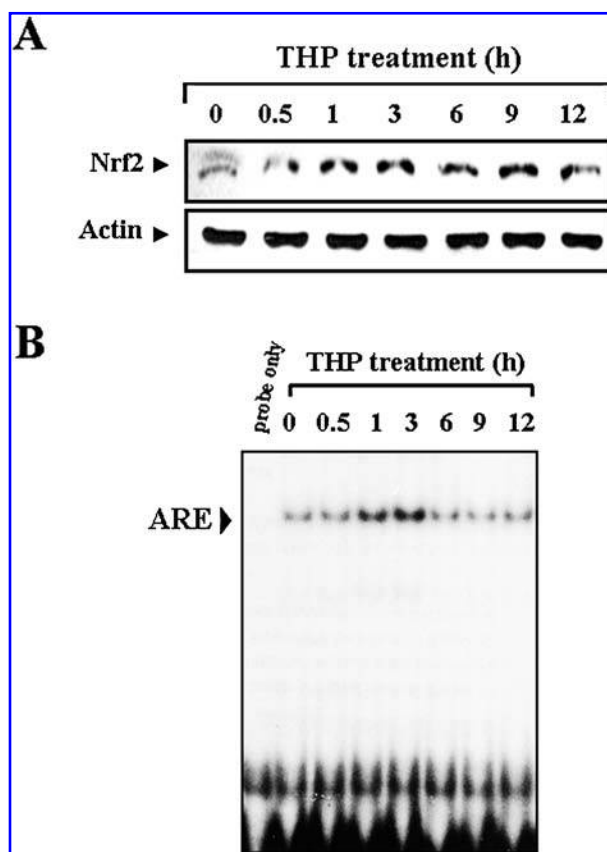 A
THP treatment (h)
0 0.5 1 3 6 9 12
Nrf2
Actin
B
probe only
THP treatment (h)
0 0.5 1 3 6 9 12
ARE